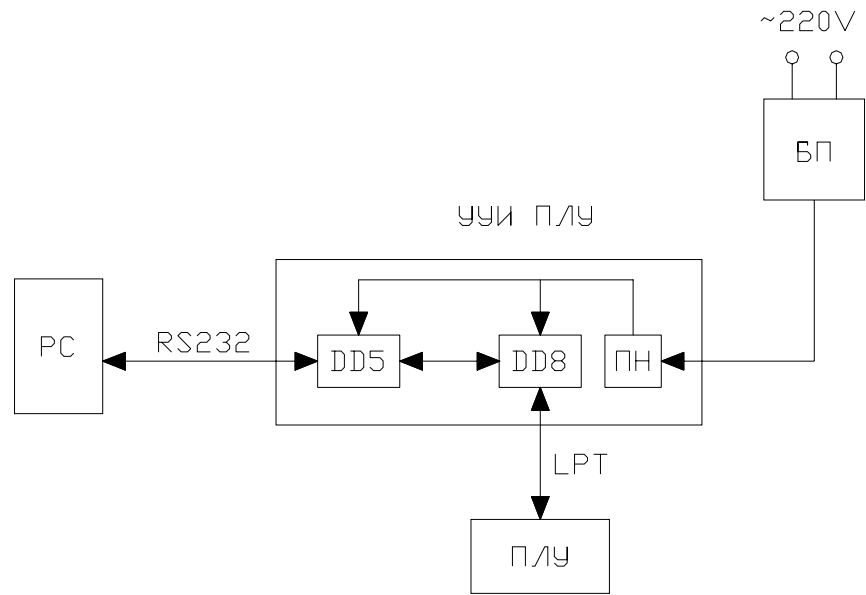 ~220V
БП
УУИ ПЛУ
PC
RS232
DD5
DD8
ПН
LPT
ПЛУ